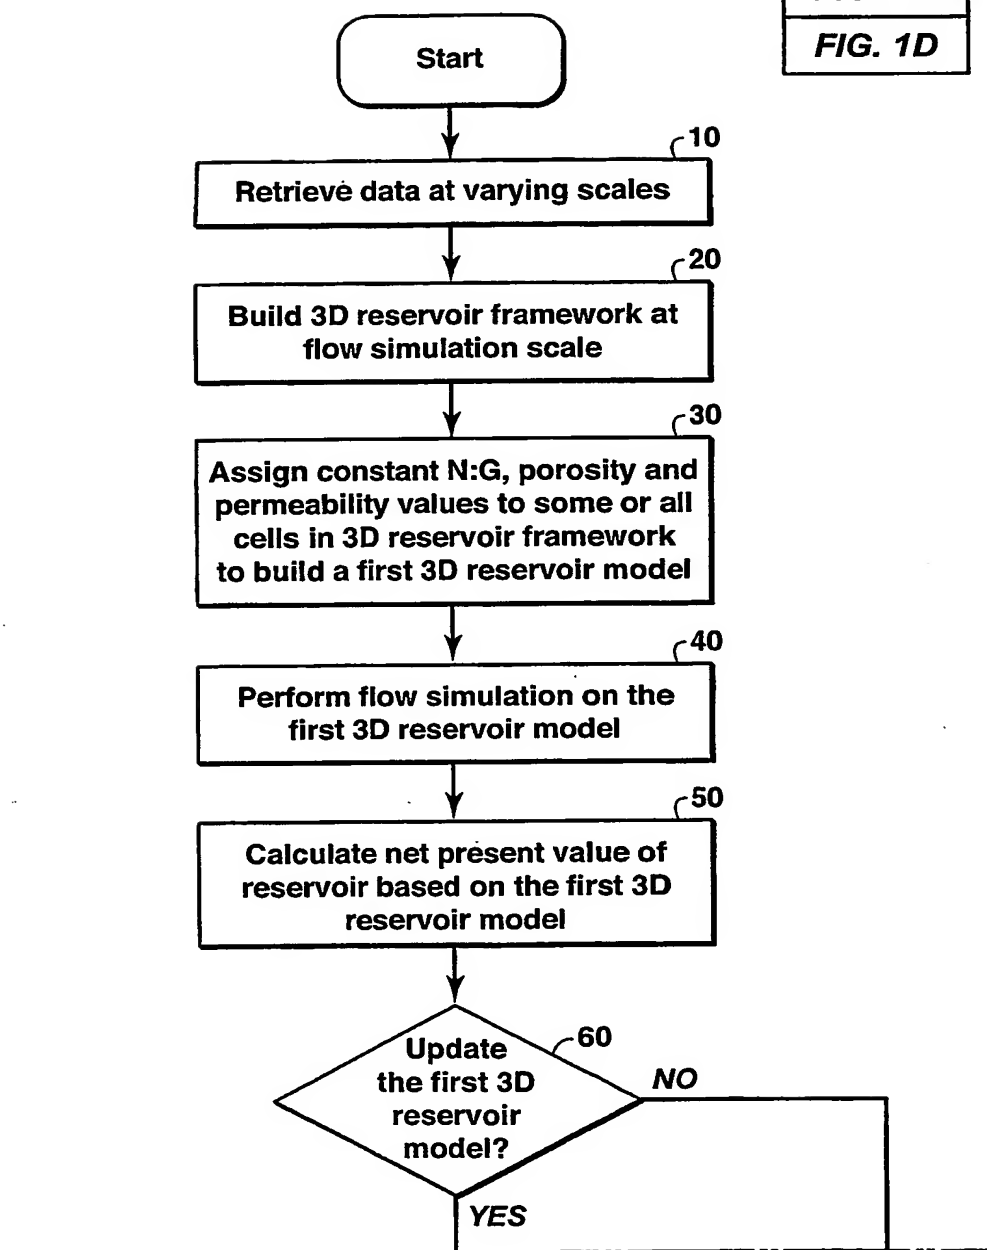 FIG. 1D
Start
10
Retrieve data at varying scales
20
Build 3D reservoir framework at
flow simulation scale
30
Assign constant N:G, porosity and
permeability values to some or all
cells in 3D reservoir framework
to build a first 3D reservoir model
40
Perform flow simulation on the
first 3D reservoir model
50
Calculate net present value of
reservoir based on the first 3D
reservoir model
60
Update
the first 3D
reservoir
model?
NO
YES